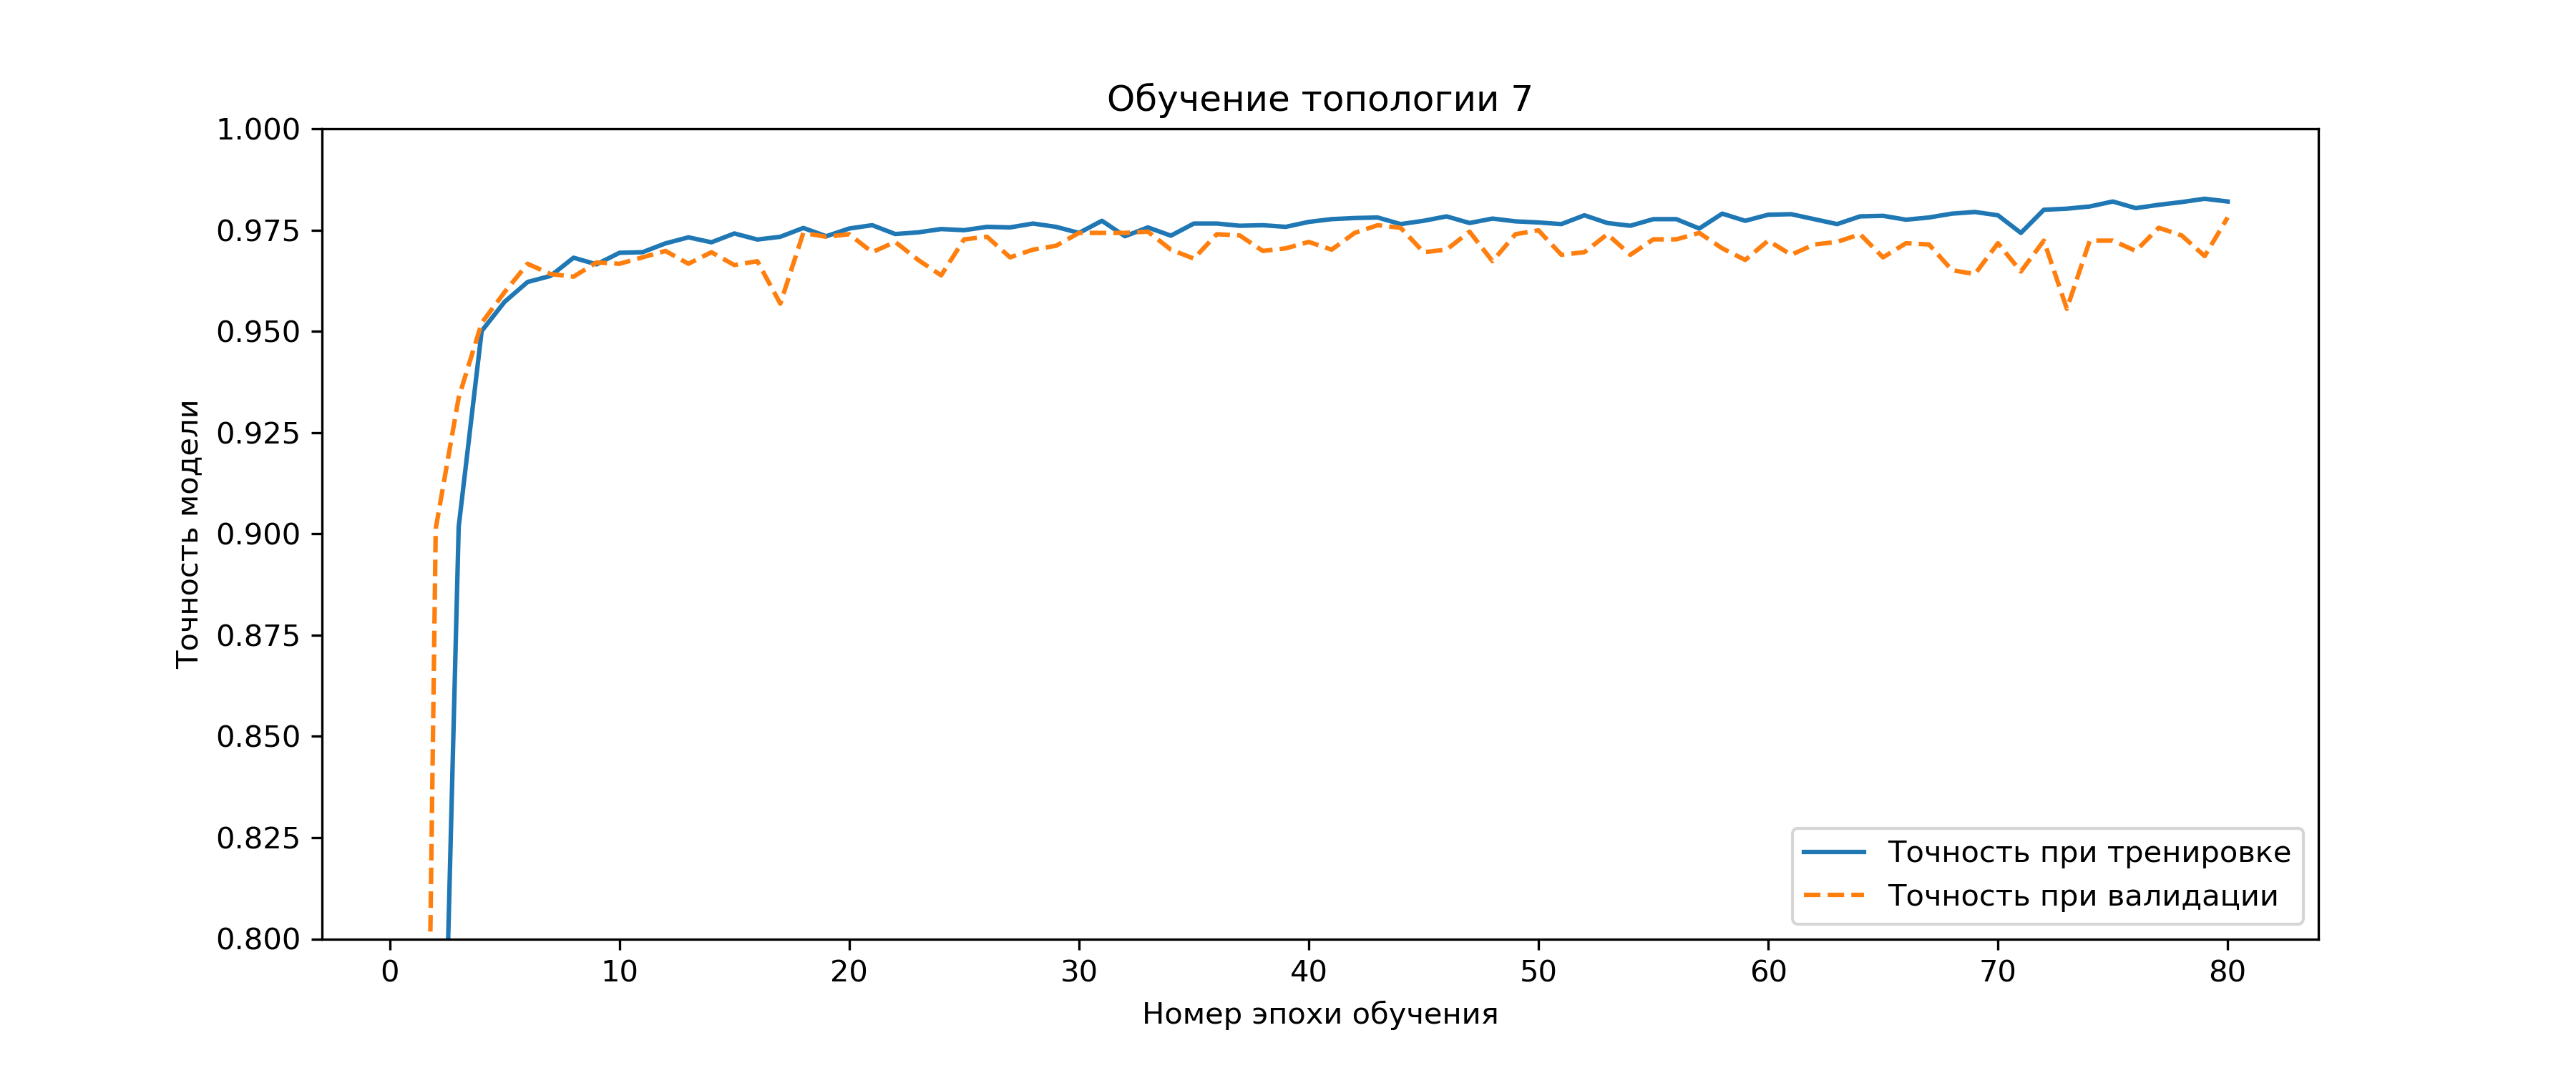 Обучение топологии 7
Точность модели
1.000
0.975
0.950
0.925
0.900
0.875
0.850
0.825
0.800
0 10 20 30 40 50 60 70 80
Номер эпохи обучения
Точность при тренировке
Точность при валидации